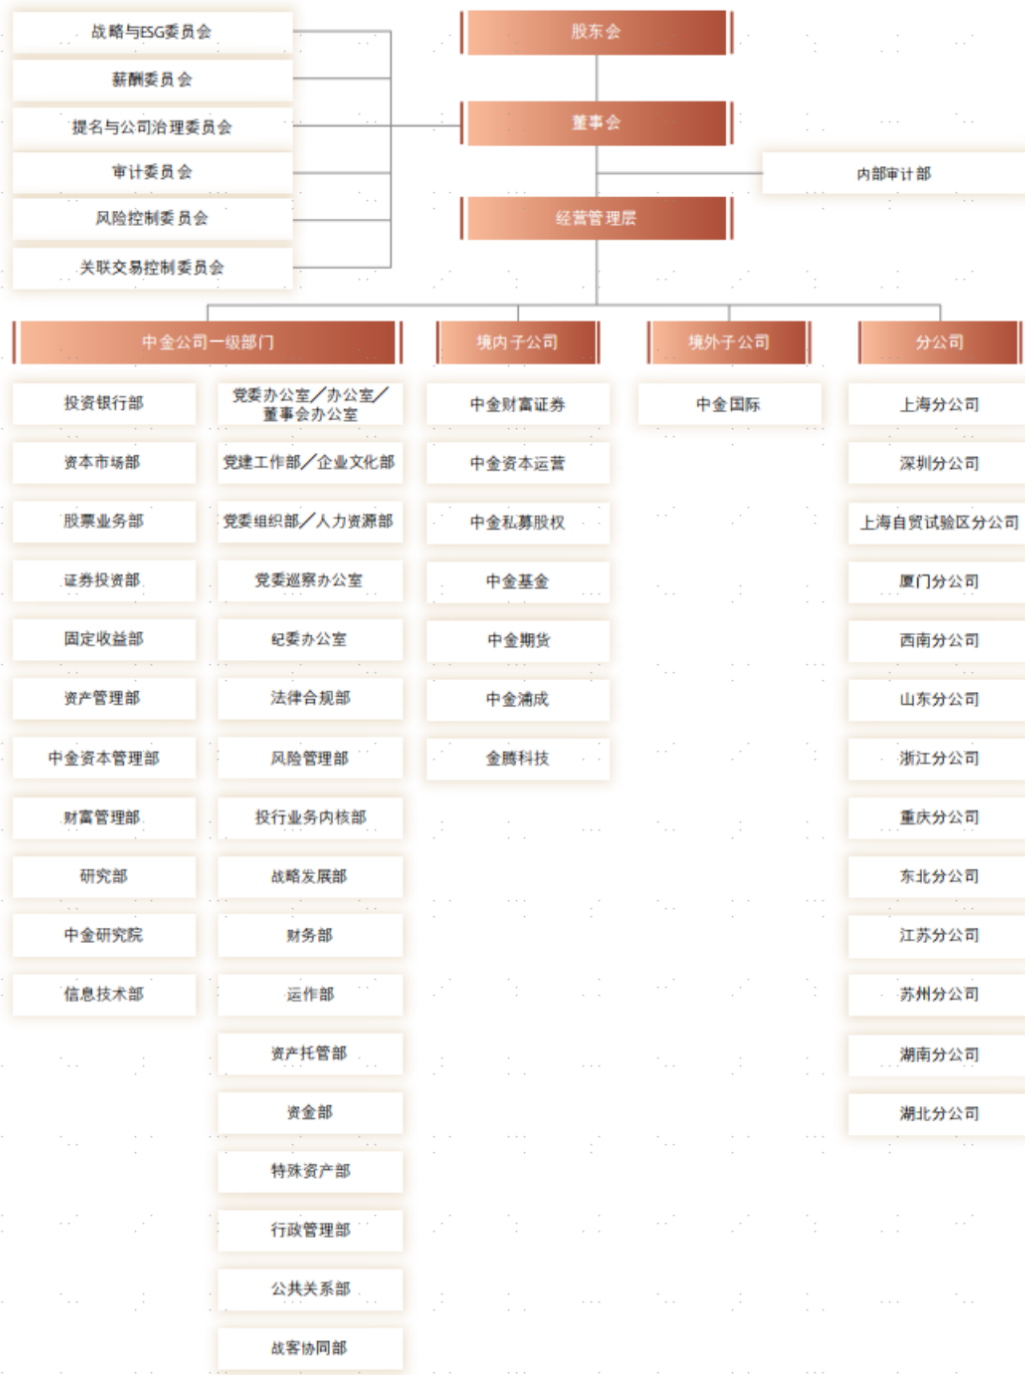 战略与ESG委员会
薪酬委员会
提名与公司治理委员会
审计委员会
风险控制委员会
关联交易控制委员会
股东会
董事会
内部审计部
经营管理层
中金公司一级部门
投资银行部
资本市场部
股票业务部
证券投资部
固定收益部
资产管理部
中金资本管理部
财富管理部
研究部
中金研究院
信息技术部
党委办公室／办公室／
董事会办公室
党建工作部／企业文化部
党委组织部／人力资源部
党委巡察办公室
纪委办公室
法律合规部
风险管理部
投行业务内核部
战略发展部
财务部
运作部
资产托管部
资金部
特殊资产部
行政管理部
公共关系部
战客协同部
境内子公司
中金财富证券
中金资本运营
中金私募股权
中金基金
中金期货
中金浦成
金腾科技
境外子公司
中金国际
分公司
上海分公司
深圳分公司
上海自贸试验区分公司
厦门分公司
西南分公司
山东分公司
浙江分公司
重庆分公司
东北分公司
江苏分公司
苏州分公司
湖南分公司
湖北分公司